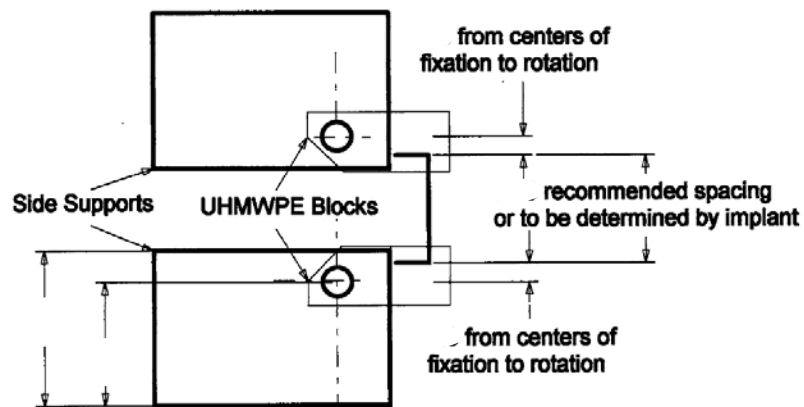 from centers of
fixation to rotation
Side Supports
UHMWPE Blocks
recommended spacing
or to be determined by implant
from centers of
fixation to rotation